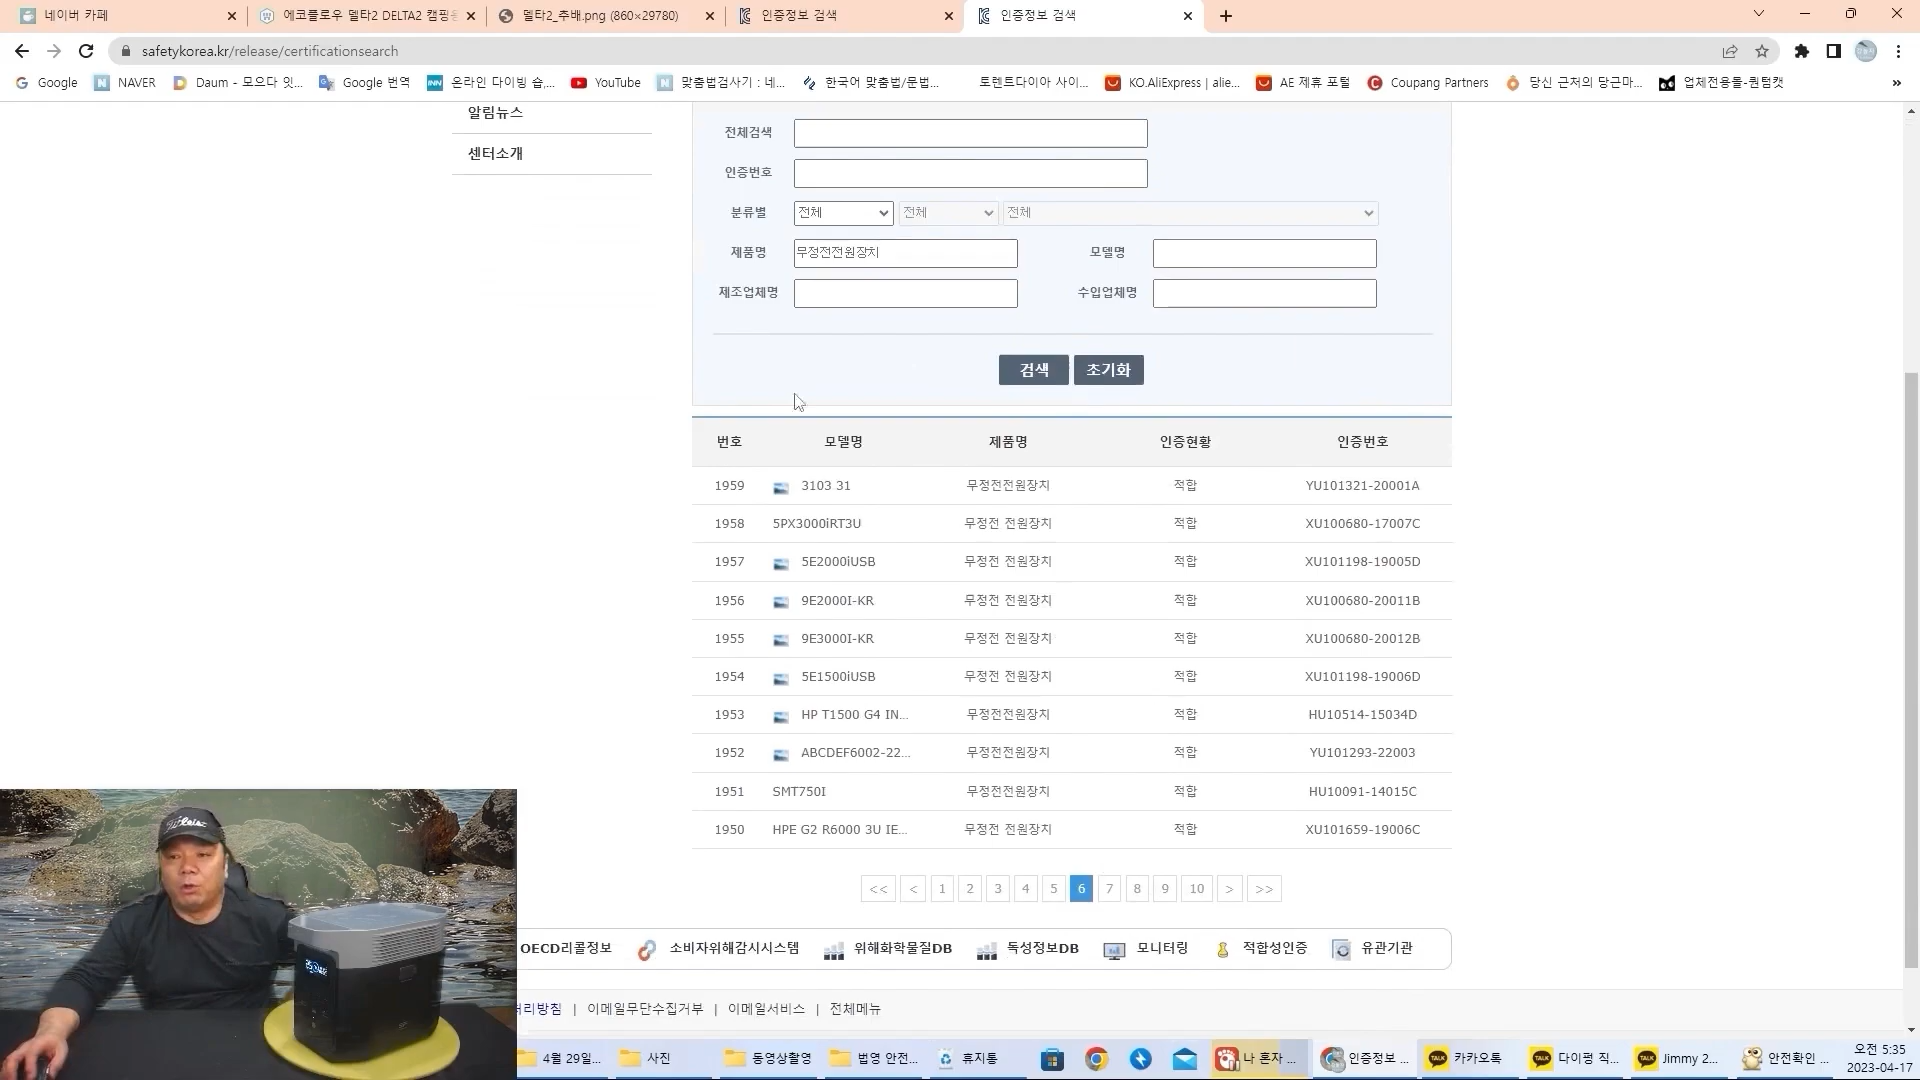 네이버 카페
에코플로우 델타2 DELTA2 캠핑용
델타2_추배.png (860×29780)
인증정보 검색
인증정보 검색
safetykorea.kr/release/certificationsearch
Google
NAVER
Daum - 모으다 잇...
Google 번역
온라인 다이빙 숍,...
YouTube
맞춤법검사기 : 네...
한국어 맞춤법/문법...
토렌트다이아 사이...
KO.AliExpress | alie...
AE 제휴 포털
Coupang Partners
당신 근처의 당근마...
업체전용몰-퀀텀캣
알림뉴스
센터소개
전체검색
인증번호
분류별 전체 전체 전체
제품명 무정전전원장치 모델명
제조업체명 수입업체명
검색 초기화
번호 모델명 제품명 인증현황 인증번호
1959 3103 31 무정전전원장치 적합 YU101321-20001A
1958 5PX3000iRT3U 무정전 전원장치 적합 XU100680-17007C
1957 5E2000iUSB 무정전 전원장치 적합 XU101198-19005D
1956 9E2000I-KR 무정전 전원장치 적합 XU100680-20011B
1955 9E3000I-KR 무정전 전원장치 적합 XU100680-20012B
1954 5E1500iUSB 무정전 전원장치 적합 XU101198-19006D
1953 HP T1500 G4 IN... 무정전전원장치 적합 HU10514-15034D
1952 ABCDEF6002-22... 무정전전원장치 적합 YU101293-22003
1951 SMT750I 무정전전원장치 적합 HU10091-14015C
1950 HPE G2 R6000 3U IE... 무정전 전원장치 적합 XU101659-19006C
<< < 1 2 3 4 5 6 7 8 9 10 > >>
OECD리콜정보 소비자위해감시시스템 위해화학물질DB 독성정보DB 모니터링 적합성인증 유관기관
처리방침 | 이메일무단수집거부 | 이메일서비스 | 전체메뉴
Titleist
4월 29일...
사진
동영상촬영
법영 안전...
휴지통
나 혼자 ...
인증정보 ...
카카오톡
다이펑 직...
Jimmy 2...
안전확인 ...
오전 5:35
2023-04-17